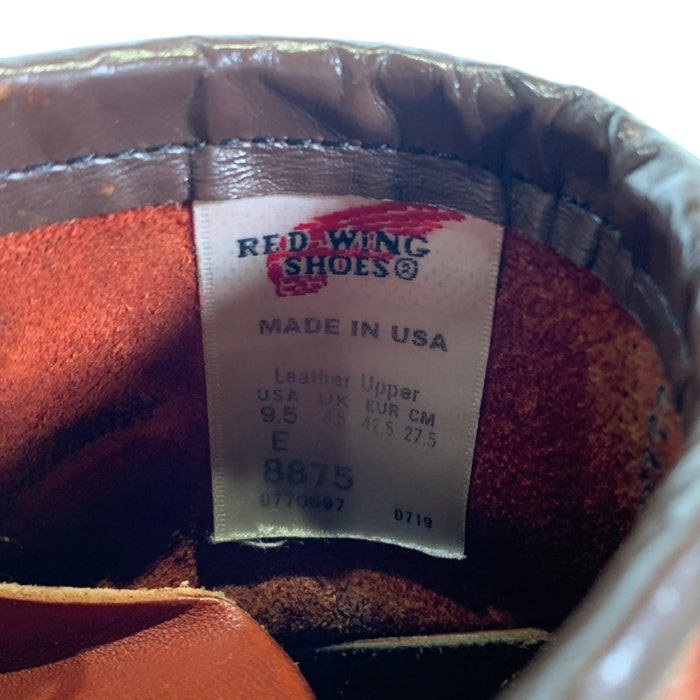 RED WING
SHOES®
MADE IN USA
Leather Upper
USA UK EUR CM
9.5 8.5 42.5 27.5
E
8875
9770697 0719